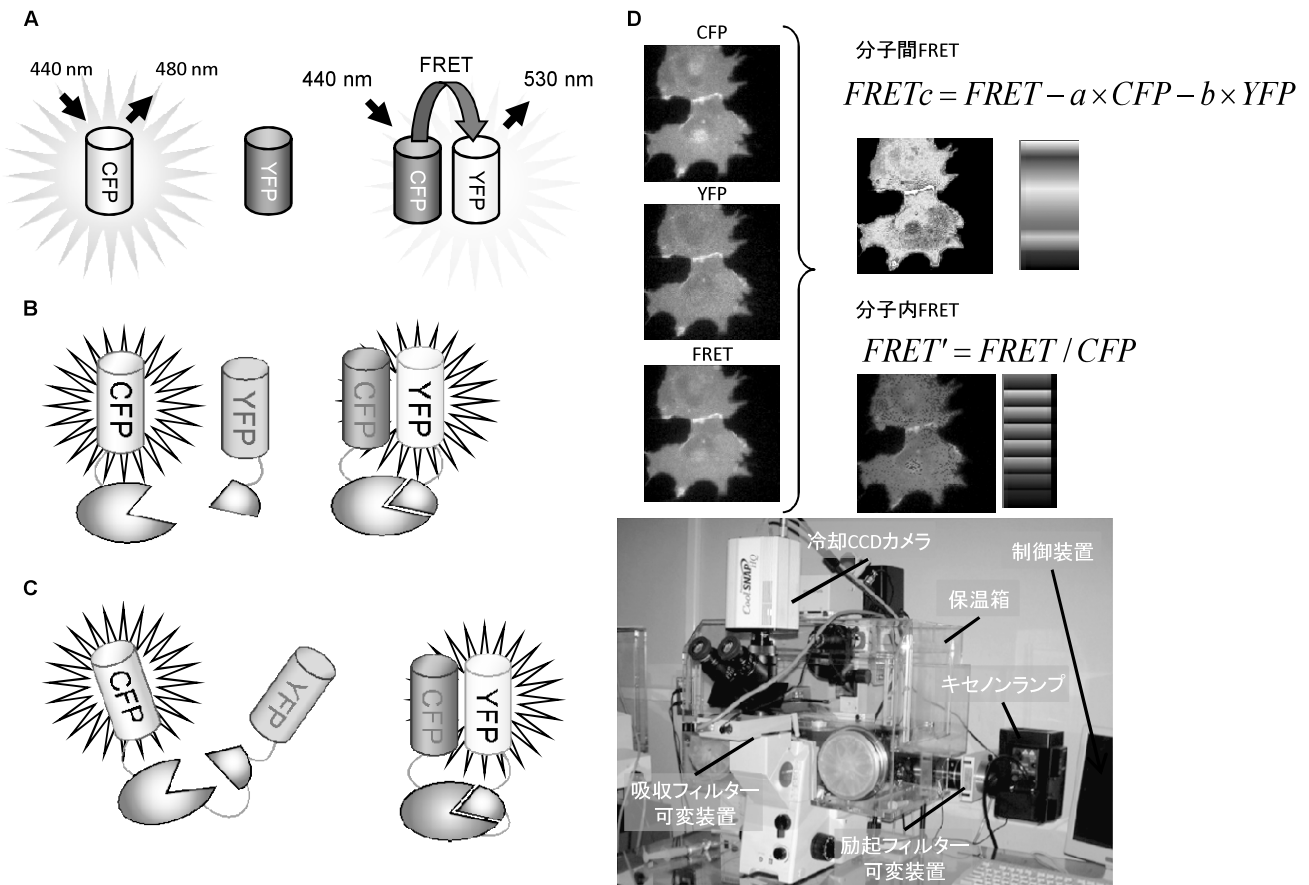 A
440 nm
480 nm
CFP
YFP
440 nm
FRET
530 nm
CFP
YFP
B
CFP
YFP
CFP
YFP
C
CFP
YFP
CFP
YFP
D
CFP
YFP
FRET
分子間FRET
FRETc = FRET − a × CFP − b × YFP
分子内FRET
FRET' = FRET / CFP
冷却CCDカメラ
制御装置
CoolSNAP HQ
保温箱
キセノンランプ
吸収フィルター
可変装置
励起フィルター
可変装置